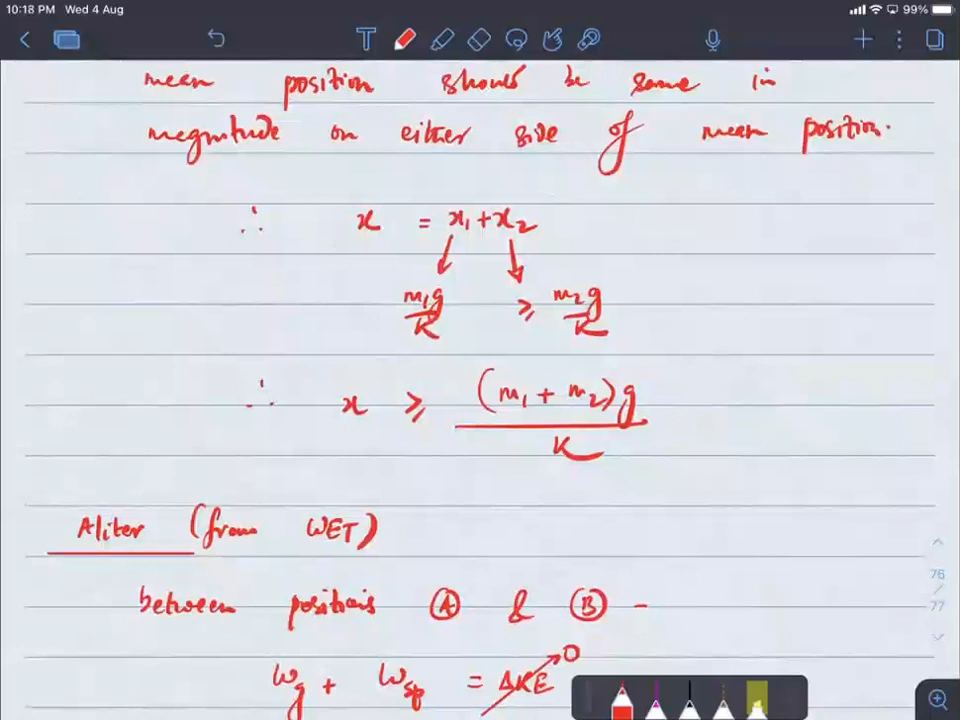 10:18 PM Wed 4 Aug 99%
mean position should be same in
magnitude on either side of mean position.
∴ x = x₁ + x₂
m₁g/K ≥ m₂g/K
∴ x ≥ (m₁ + m₂)g/K
Aliter (from WET)
between positions Ⓐ & Ⓑ –
76
/
77
Wg + Wsp = ΔKE 0